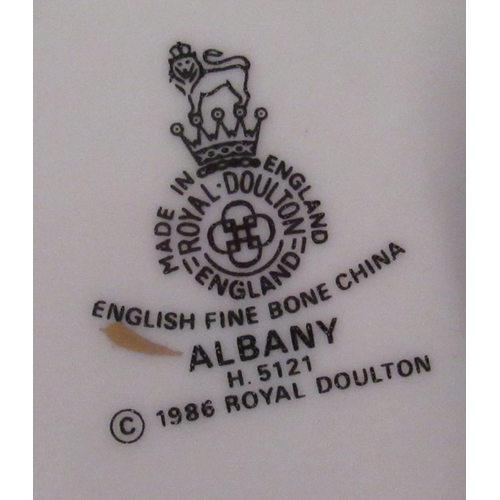 MADE IN ENGLAND
ROYAL · DOULTON
ENGLAND
ENGLISH FINE BONE CHINA
ALBANY
H. 5121
© 1986 ROYAL DOULTON